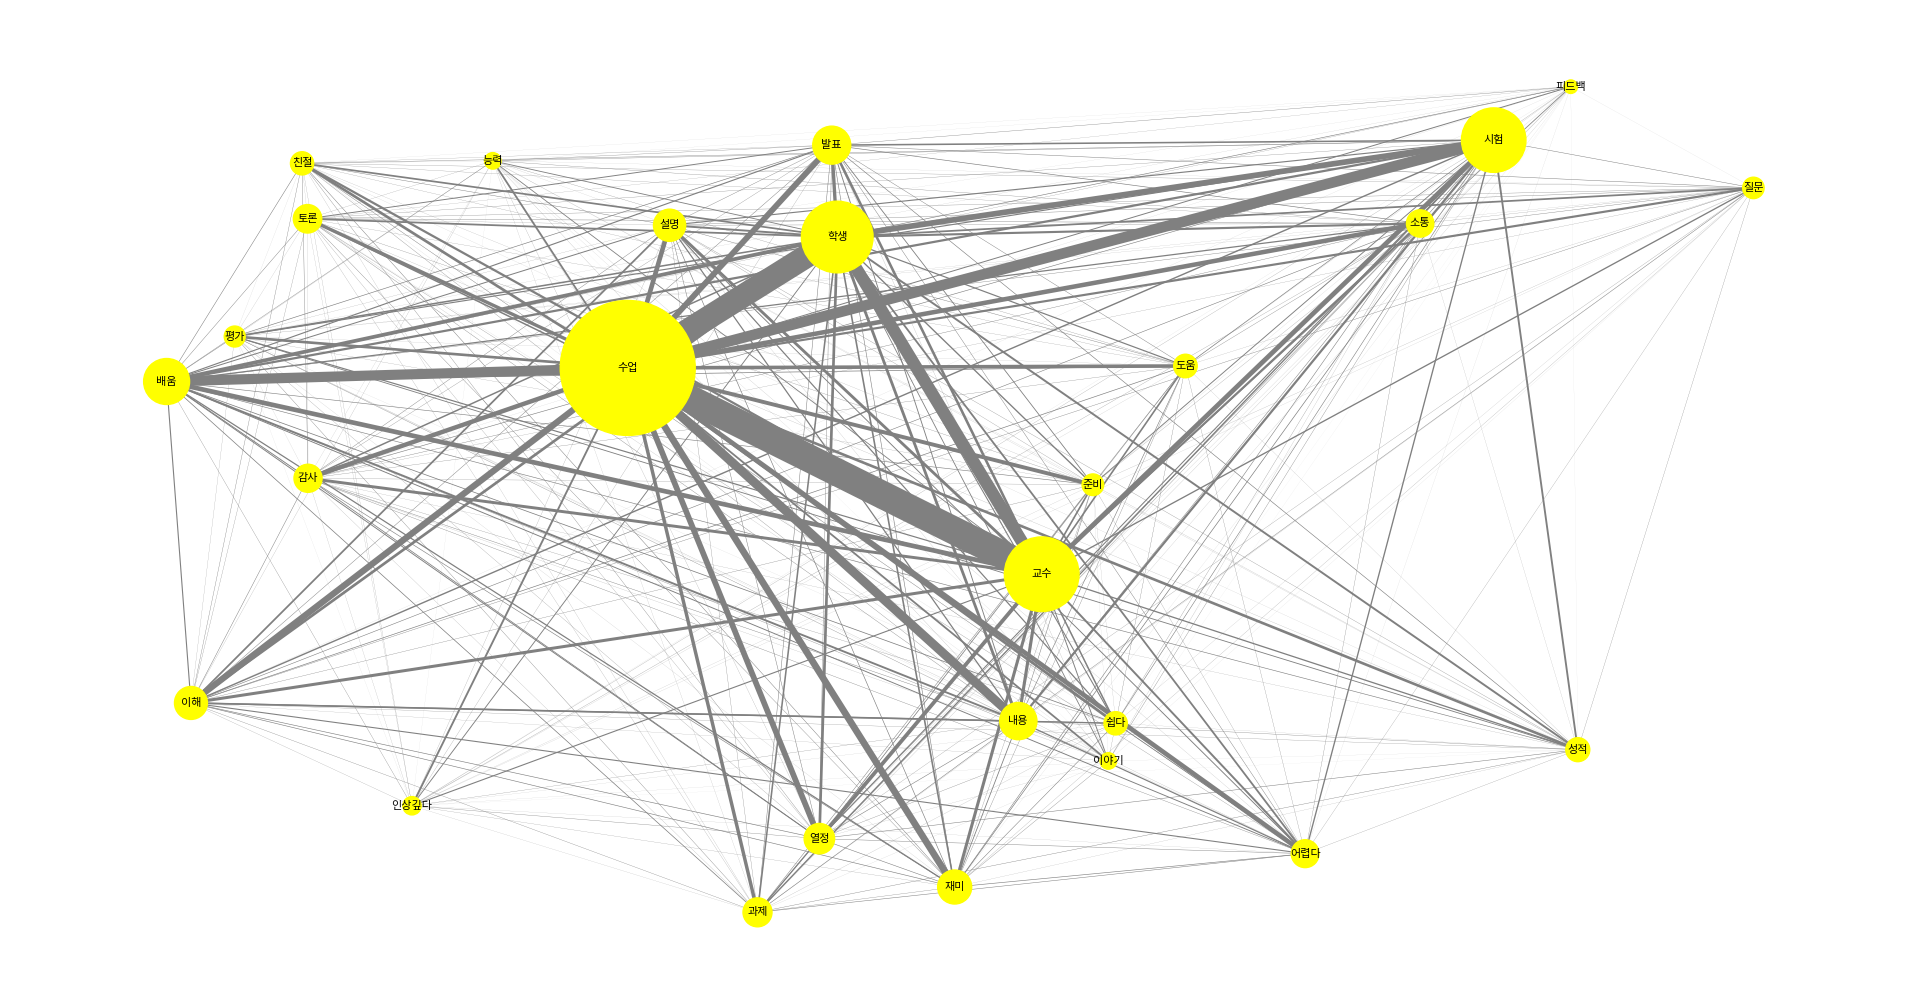 피드백
시험
발표
능력
친절
질문
토론
소통
설명
학생
평가
도움
수업
배움
감사
준비
교수
이해
내용
쉽다
성적
이야기
인상깊다
열정
어렵다
재미
과제